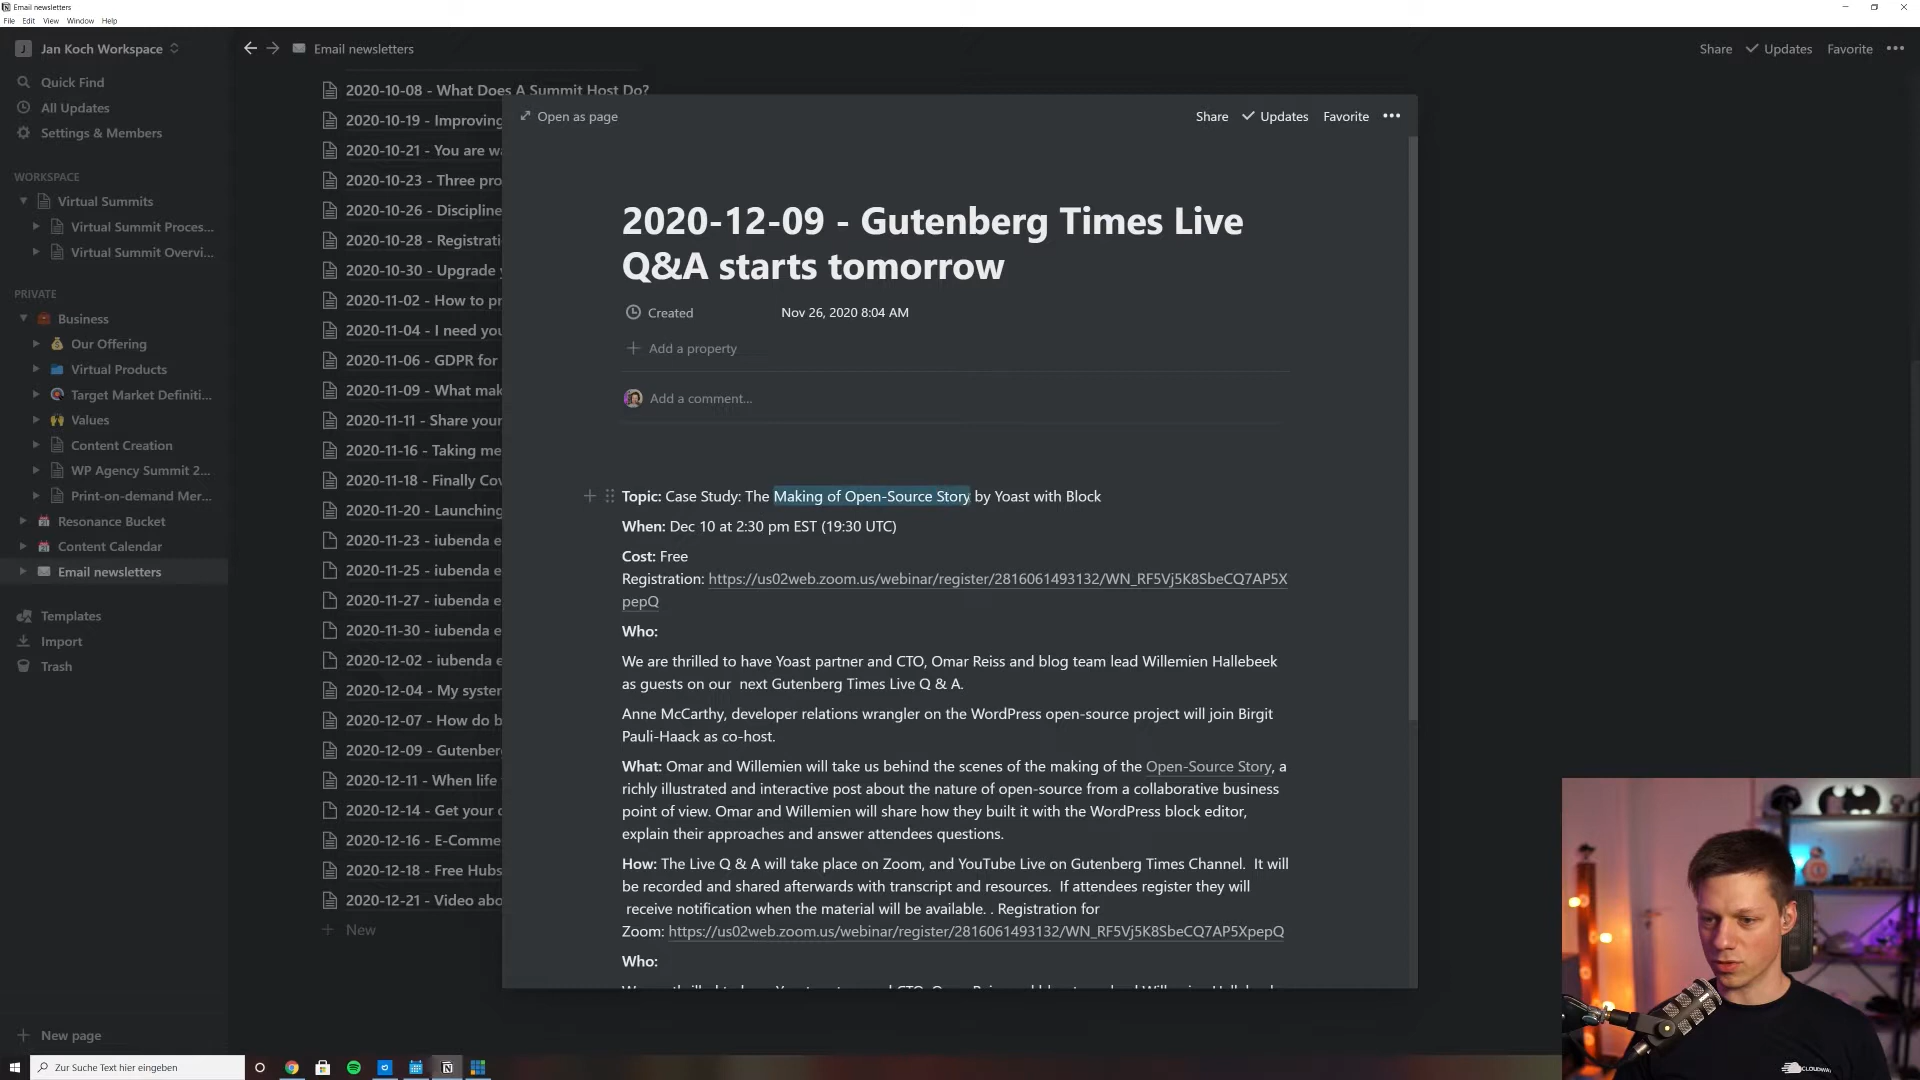 Email newsletters
File Edit View Window Help
J Jan Koch Workspace
Quick Find
All Updates
Settings & Members
WORKSPACE
Virtual Summits
Virtual Summit Proces...
Virtual Summit Overvi...
PRIVATE
Business
Our Offering
Virtual Products
Target Market Definiti...
Values
Content Creation
WP Agency Summit 2...
Print-on-demand Mer...
Resonance Bucket
Content Calendar
Email newsletters
Templates
Import
Trash
New page
Email newsletters
Share Updates Favorite
2020-10-08 - What Does A Summit Host Do?
2020-10-19 - Improving
2020-10-21 - You are wa
2020-10-23 - Three pro
2020-10-26 - Discipline
2020-10-28 - Registrati
2020-10-30 - Upgrade y
2020-11-02 - How to pr
2020-11-04 - I need you
2020-11-06 - GDPR for
2020-11-09 - What mak
2020-11-11 - Share your
2020-11-16 - Taking me
2020-11-18 - Finally Cov
2020-11-20 - Launching
2020-11-23 - iubenda e
2020-11-25 - iubenda e
2020-11-27 - iubenda e
2020-11-30 - iubenda e
2020-12-02 - iubenda e
2020-12-04 - My system
2020-12-07 - How do b
2020-12-09 - Gutenber
2020-12-11 - When life
2020-12-14 - Get your c
2020-12-16 - E-Comme
2020-12-18 - Free Hubs
2020-12-21 - Video abo
New
Open as page
Share Updates Favorite
2020-12-09 - Gutenberg Times Live
Q&A starts tomorrow
Created Nov 26, 2020 8:04 AM
Add a property
Add a comment...
Topic: Case Study: The Making of Open-Source Story by Yoast with Block
When: Dec 10 at 2:30 pm EST (19:30 UTC)
Cost: Free
Registration: https://us02web.zoom.us/webinar/register/2816061493132/WN_RF5Vj5K8SbeCQ7AP5X
pepQ
Who:
We are thrilled to have Yoast partner and CTO, Omar Reiss and blog team lead Willemien Hallebeek
as guests on our next Gutenberg Times Live Q & A.
Anne McCarthy, developer relations wrangler on the WordPress open-source project will join Birgit
Pauli-Haack as co-host.
What: Omar and Willemien will take us behind the scenes of the making of the Open-Source Story, a
richly illustrated and interactive post about the nature of open-source from a collaborative business
point of view. Omar and Willemien will share how they built it with the WordPress block editor,
explain their approaches and answer attendees questions.
How: The Live Q & A will take place on Zoom, and YouTube Live on Gutenberg Times Channel. It will
be recorded and shared afterwards with transcript and resources. If attendees register they will
receive notification when the material will be available. . Registration for
Zoom: https://us02web.zoom.us/webinar/register/2816061493132/WN_RF5Vj5K8SbeCQ7AP5XpepQ
Who:
Zur Suche Text hier eingeben
CLOUDWAYS